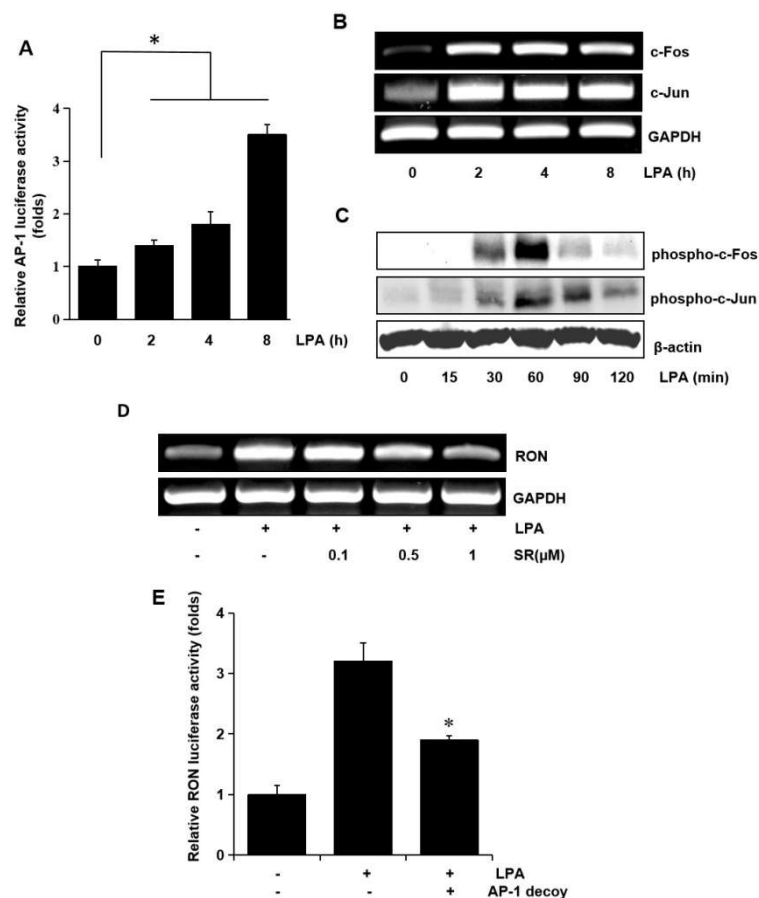 A
*
Relative AP-1 luciferase activity
(folds)
4
3
2
1
0
0 2 4 8 LPA (h)
B
c-Fos
c-Jun
GAPDH
0 2 4 8 LPA (h)
C
phospho-c-Fos
phospho-c-Jun
β-actin
0 15 30 60 90 120 LPA (min)
D
RON
GAPDH
- + + + + LPA
- - 0.1 0.5 1 SR(μM)
E
Relative RON luciferase activity (folds)
4
3
2
1
0
*
- + + LPA
- - + AP-1 decoy